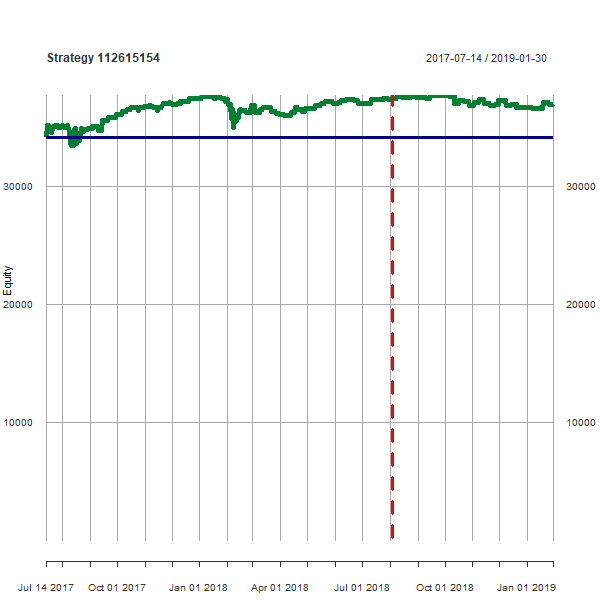 Strategy 112615154
2017-07-14 / 2019-01-30
30000
30000
Equity
20000
20000
10000
10000
Jul 14 2017
Oct 01 2017
Jan 01 2018
Apr 01 2018
Jul 01 2018
Oct 01 2018
Jan 01 2019